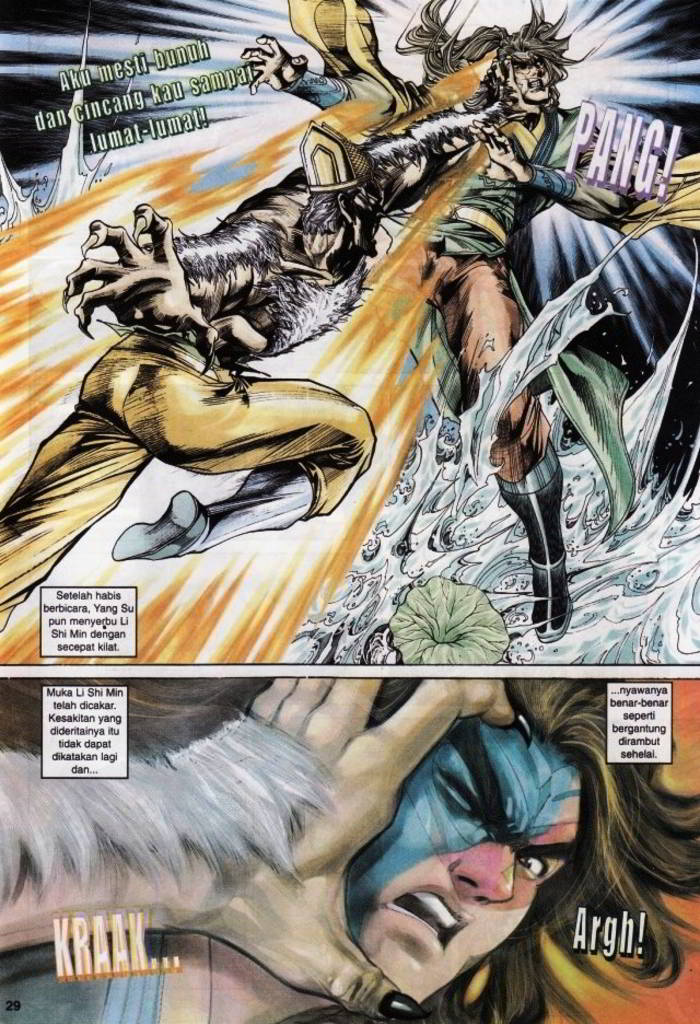 Aku mesti bunuh
dan cincang kau sampai
lumat-lumat!
PANG!
Setelah habis
berbicara, Yang Su
pun menyerbu Li
Shi Min dengan
secepat kilat.
Muka Li Shi Min
telah dicakar.
Kesakitan yang
dideritainya itu
tidak dapat
dikatakan lagi
dan...
...nyawanya
benar-benar
seperti
bergantung
dirambut
sehelai.
KRAAK...
Argh!
29